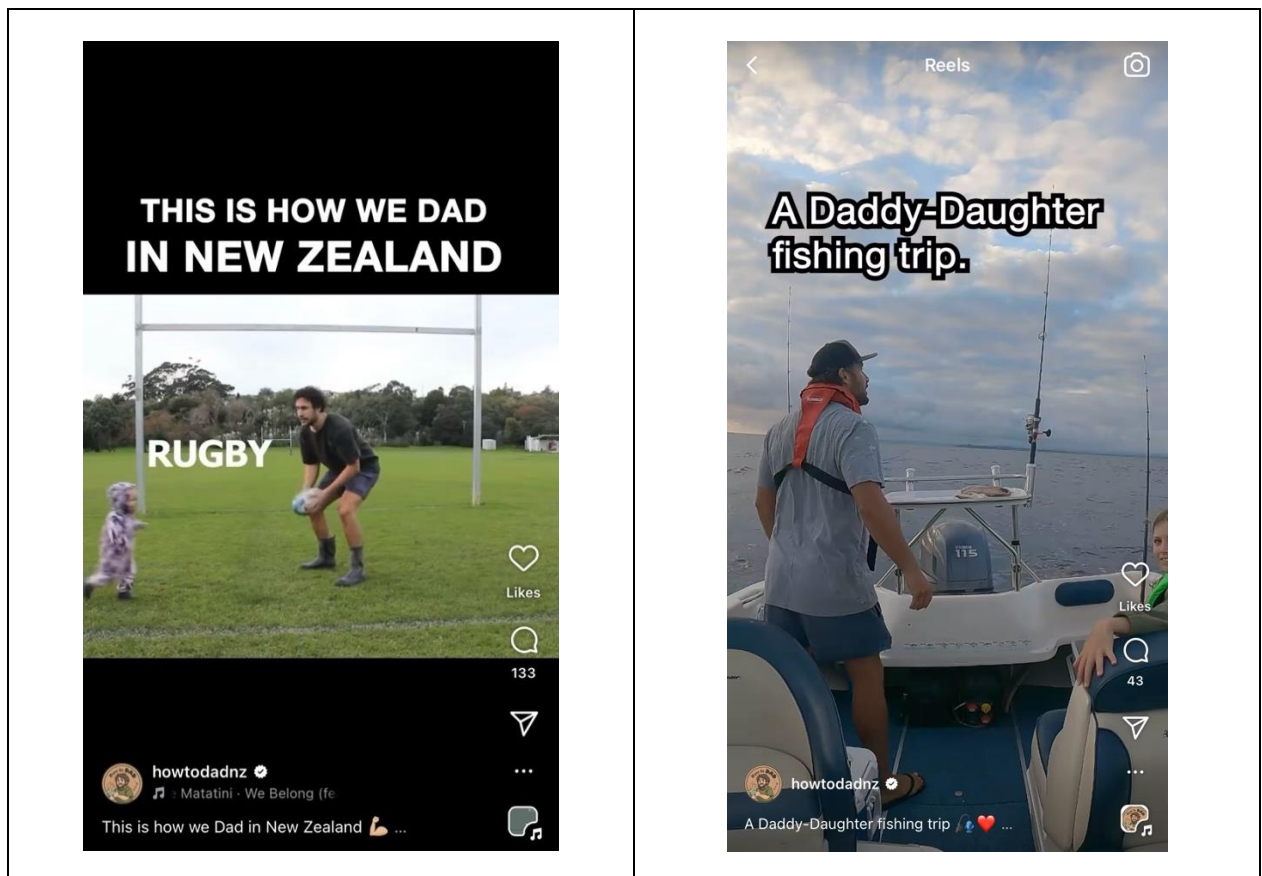 THIS IS HOW WE DAD
IN NEW ZEALAND
RUGBY
Likes
133
howtodadnz
Matatini · We Belong (fe
This is how we Dad in New Zealand 💪 ...
Reels
A Daddy-Daughter
fishing trip.
115
Likes
43
howtodadnz
A Daddy-Daughter fishing trip 🎣❤️ ...